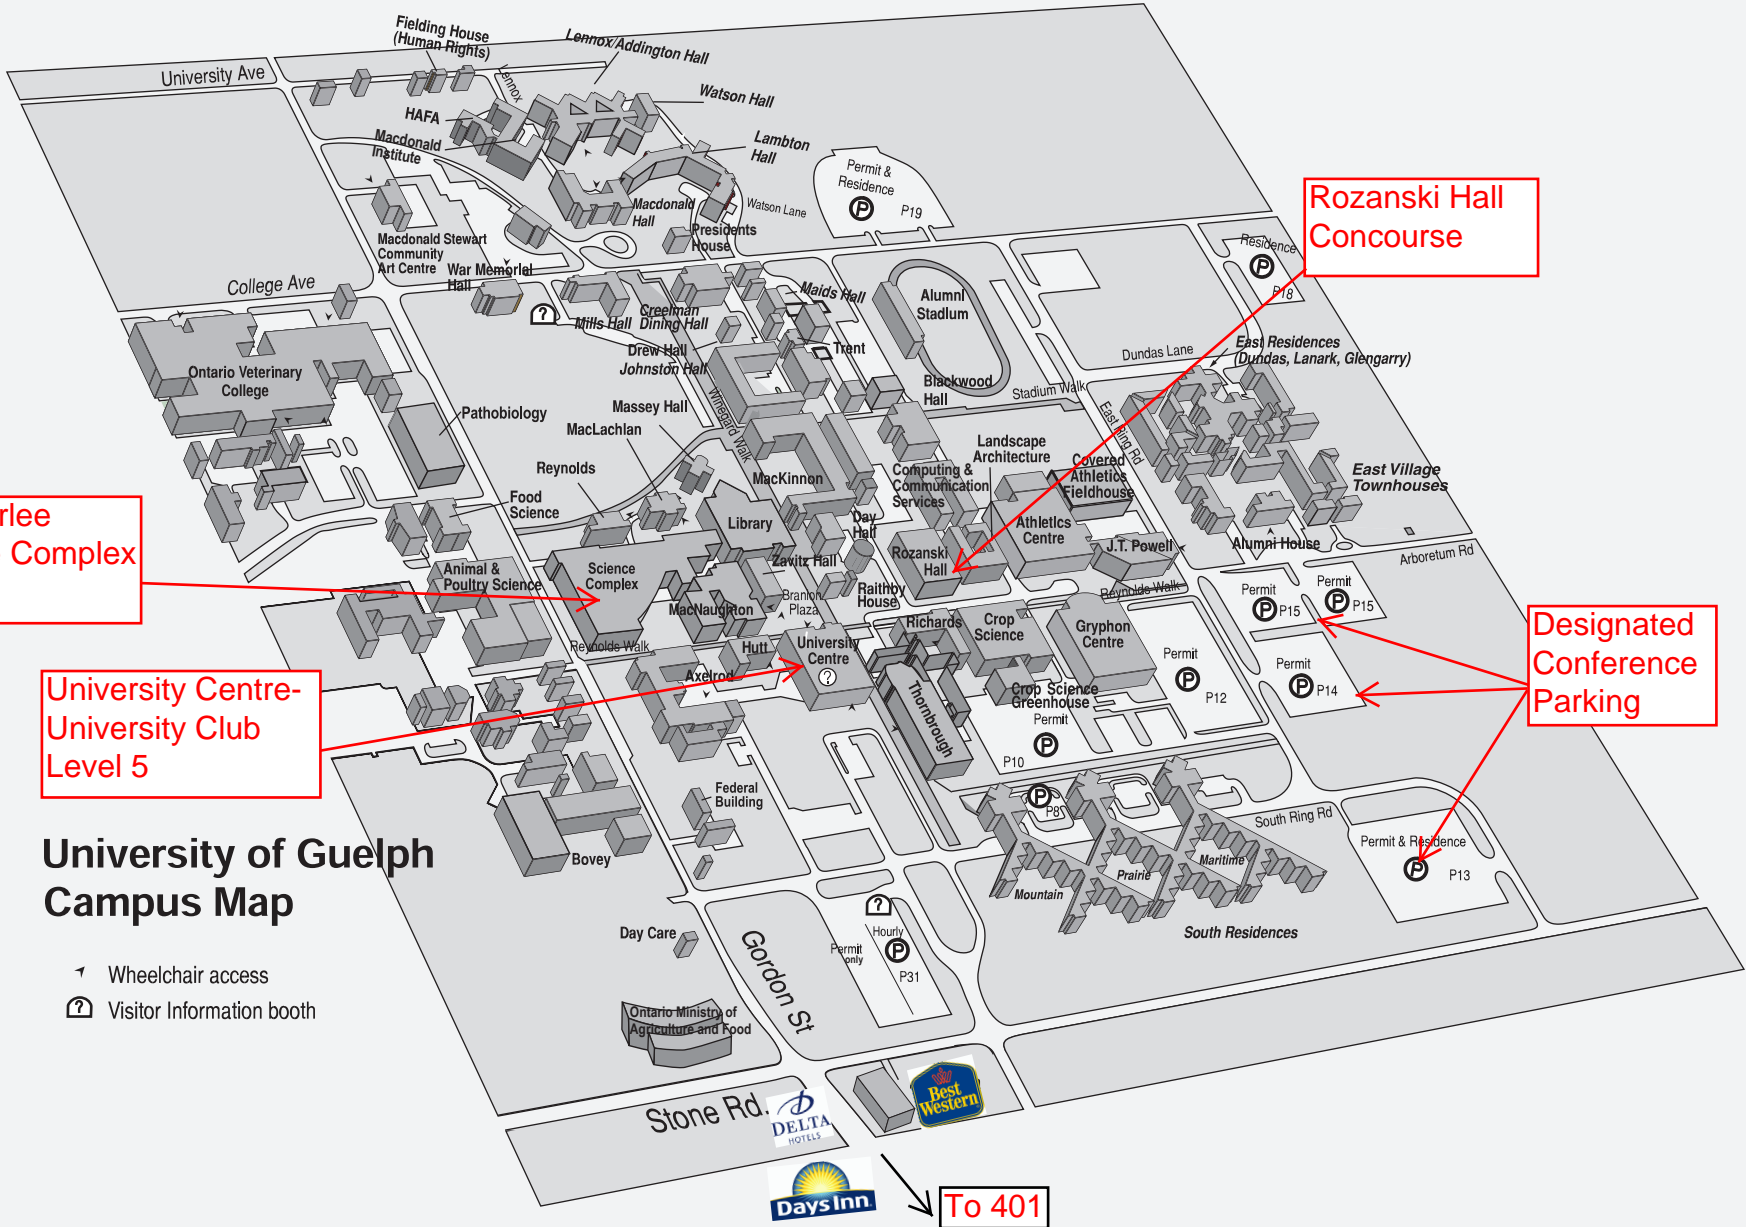 Fielding House
(Human Rights)
Lennox/Addington Hall
University Ave
Lennox
Watson Hall
HAFA
Macdonald
Institute
Lambton
Hall
Permit &
Residence
P19
Rozanski Hall
Concourse
Macdonald
Hall
Watson Lane
Presidents
House
Macdonald Stewart
Community
Art Centre
War Memorial
Hall
Residence
P18
College Ave
Mills Hall
Creelman
Dining Hall
Maids Hall
Alumni
Stadium
Drew Hall
Johnston Hall
Trent
Dundas Lane
East Residences
(Dundas, Lanark, Glengarry)
Ontario Veterinary
College
Blackwood
Hall
Stadium Walk
Winegard Walk
East Ring Rd
Pathobiology
Massey Hall
MacLachlan
Landscape
Architecture
Reynolds
MacKinnon
Computing &
Communication
Services
Covered
Athletics
Fieldhouse
East Village
Townhouses
Food
Science
Library
Day
Hall
Athletics
Centre
rlee
Complex
Rozanski
Hall
J.T. Powell
Alumni House
Arboretum Rd
Animal &
Poultry Science
Science
Complex
Zavitz Hall
Raithby
House
Reynolds Walk
Permit
P15
Permit
P15
MacNaughton
Branion
Plaza
Richards
Crop
Science
Gryphon
Centre
Designated
Conference
Parking
Reynolds Walk
Hutt
University
Centre
?
Permit
P12
Permit
P14
University Centre-
University Club
Level 5
Axelrod
Thornbrough
Crop Science
Greenhouse
Permit
P10
Federal
Building
P8
South Ring Rd
Permit & Residence
P13
University of Guelph
Campus Map
Bovey
Mountain
Prairie
Maritime
South Residences
Day Care
Gordon St
Permit
only
Hourly
P31
Wheelchair access
? Visitor Information booth
Ontario Ministry of
Agriculture and Food
Stone Rd.
DELTA
HOTELS
Best
Western
Days Inn
To 401